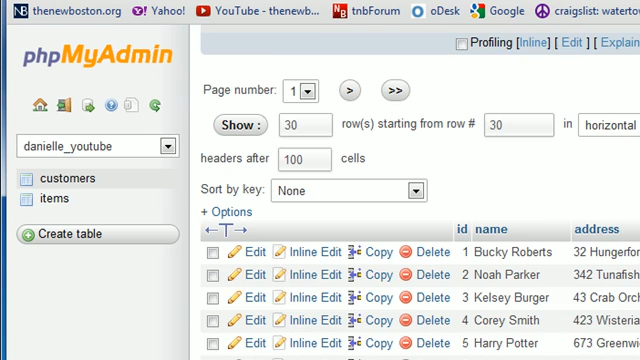 thenewboston.org Yahoo! YouTube - thenewb... tnbForum oDesk Google craigslist: watertow
phpMyAdmin
Profiling [Inline] [ Edit ] [ Explain
Page number: 1 > >>
Show : 30 row(s) starting from row # 30 in horizontal
headers after 100 cells
danielle_youtube
customers
items
Create table
Sort by key: None
+ Options
←T→ id name address
Edit Inline Edit Copy Delete 1 Bucky Roberts 32 Hungerfor
Edit Inline Edit Copy Delete 2 Noah Parker 342 Tunafish
Edit Inline Edit Copy Delete 3 Kelsey Burger 43 Crab Orc
Edit Inline Edit Copy Delete 4 Corey Smith 423 Wisteria
Edit Inline Edit Copy Delete 5 Harry Potter 673 Greenwi